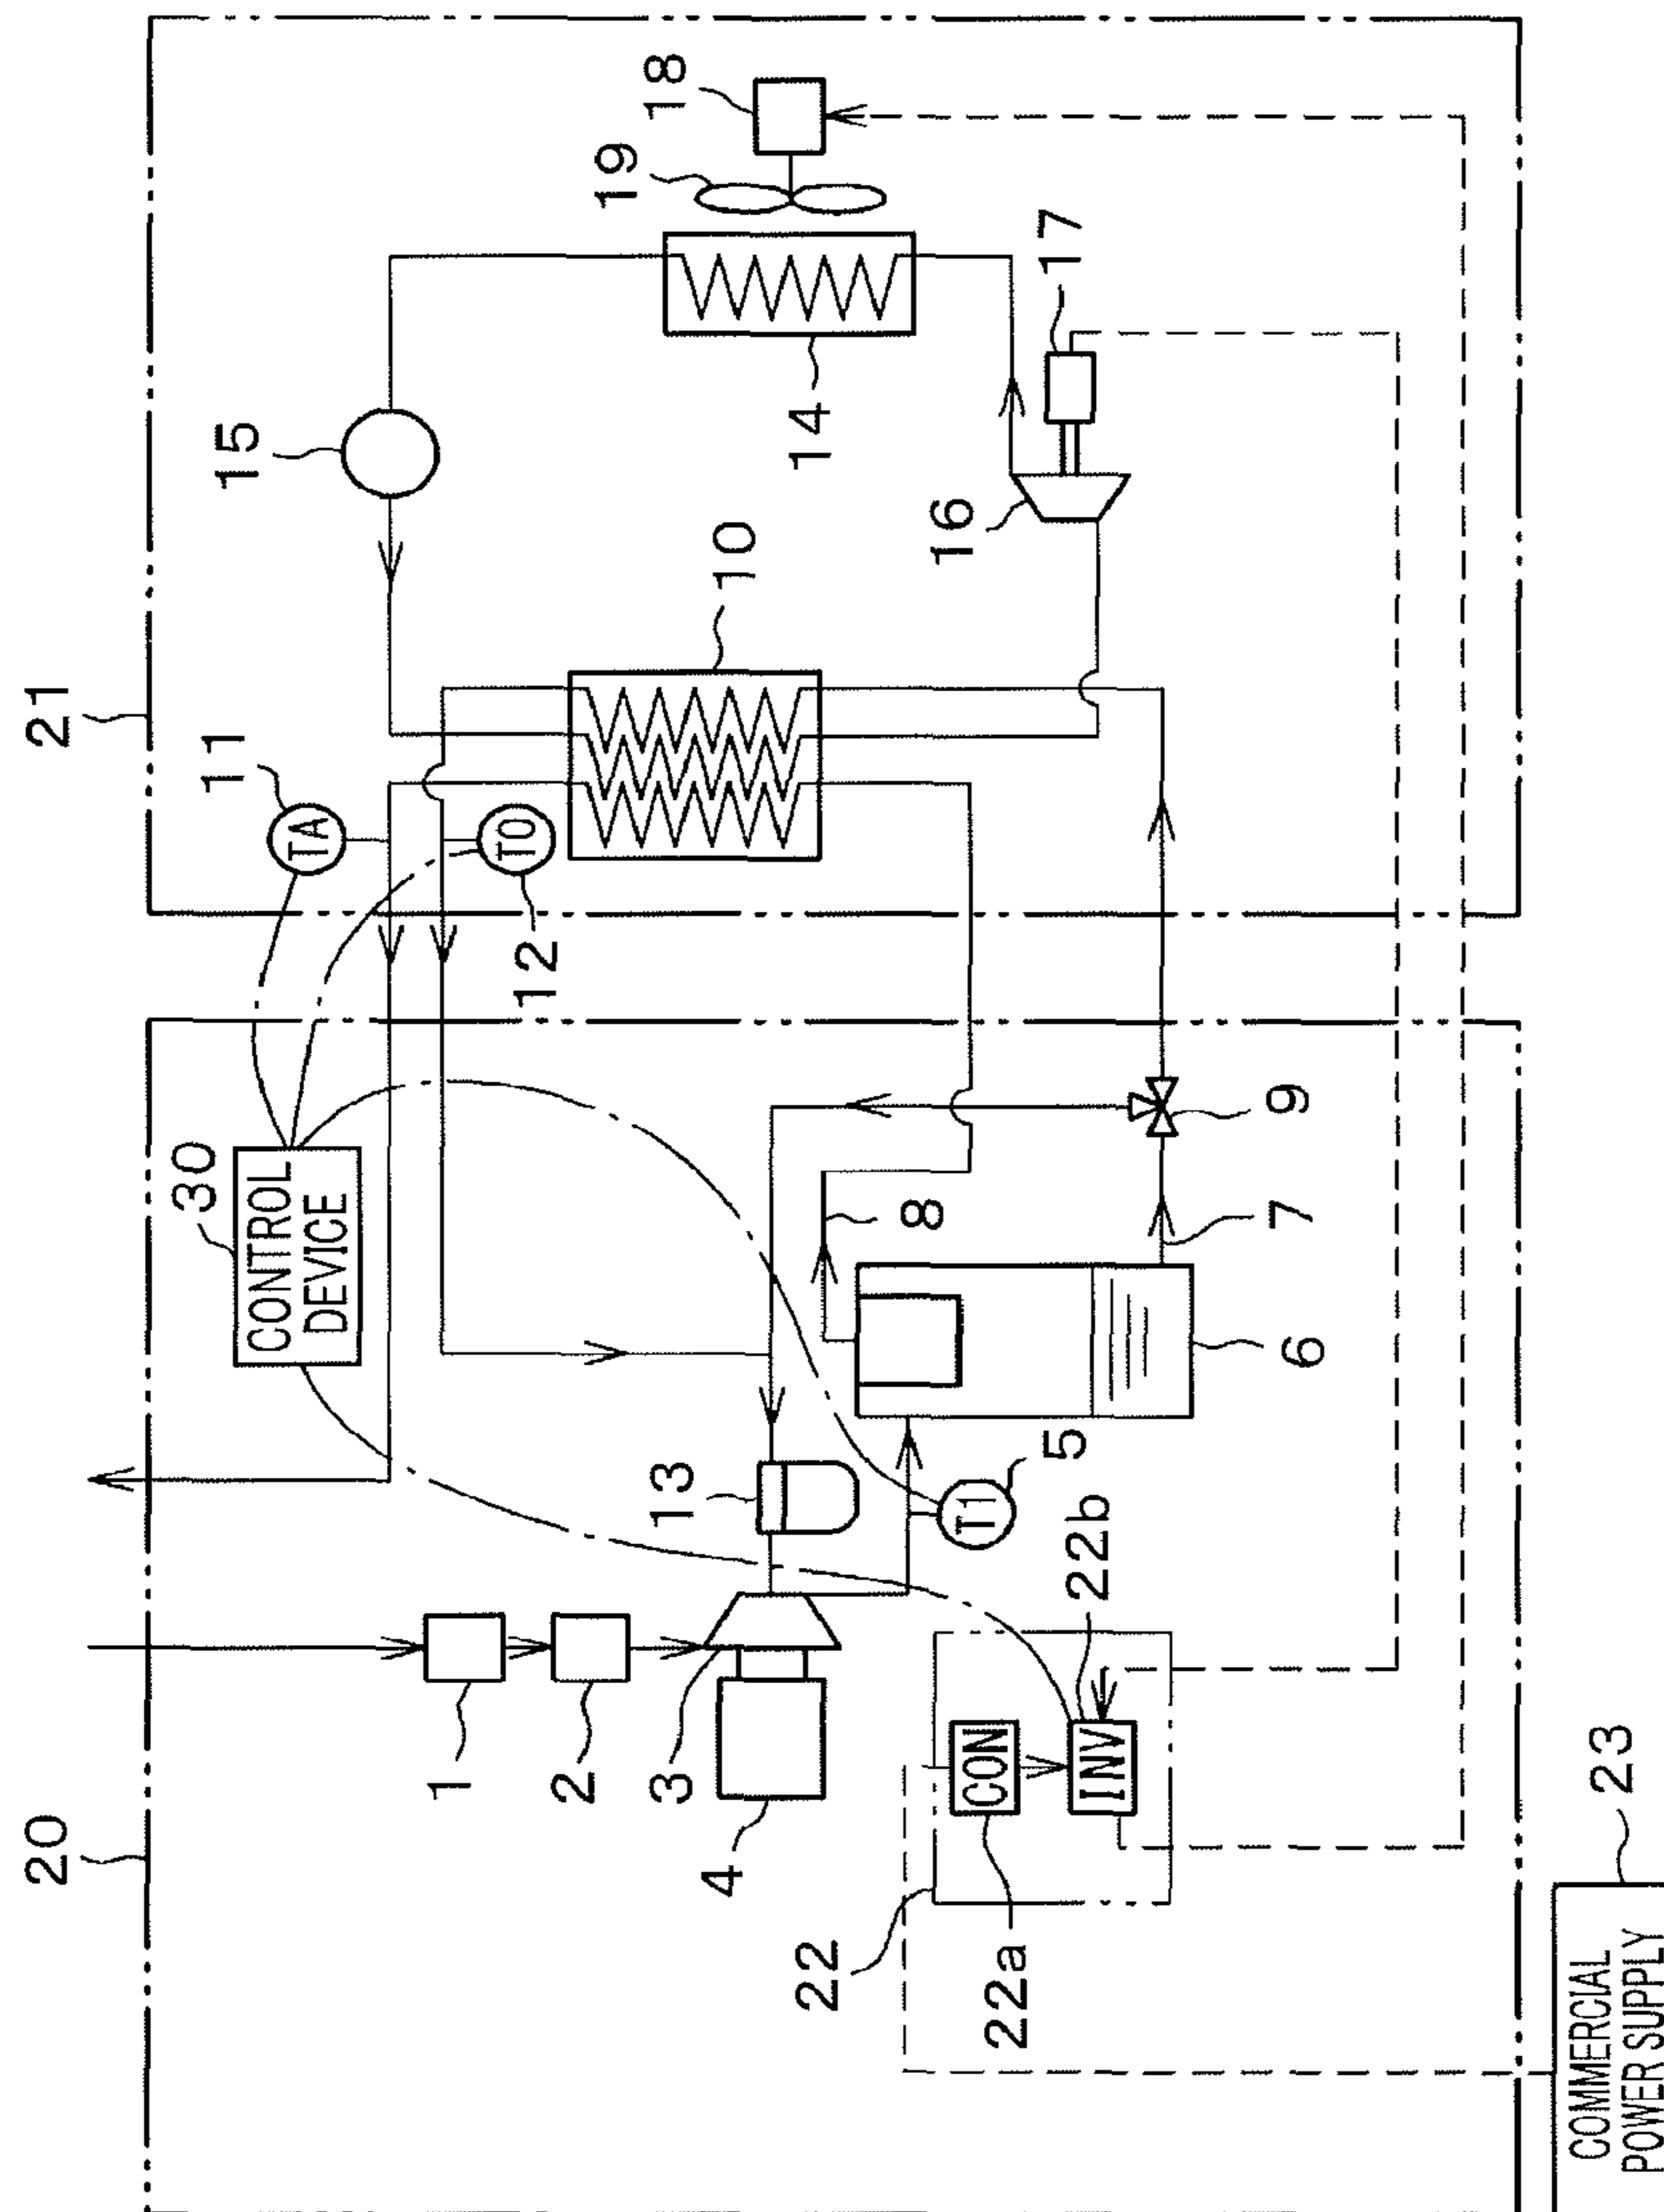 21
11
TA
TO
12
15
10
14
19
18
17
16
20
30
CONTROL
DEVICE
1
2
3
4
13
T1
5
6
7
8
9
22
22a
22b
CON
INV
23
COMMERCIAL
POWER SUPPLY